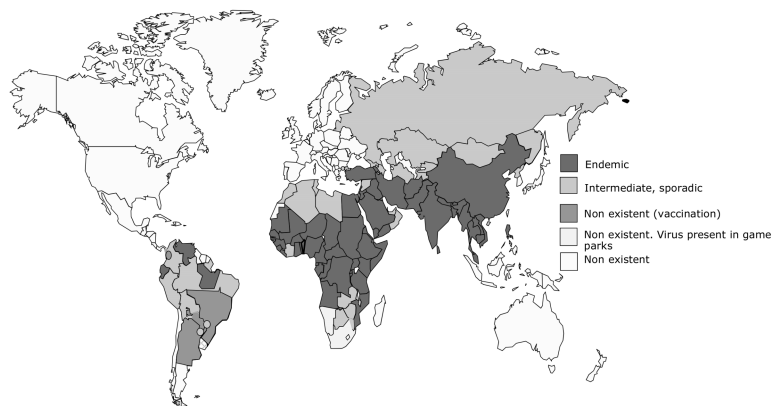 Endemic
Intermediate, sporadic
Non existent (vaccination)
Non existent. Virus present in game
parks
Non existent